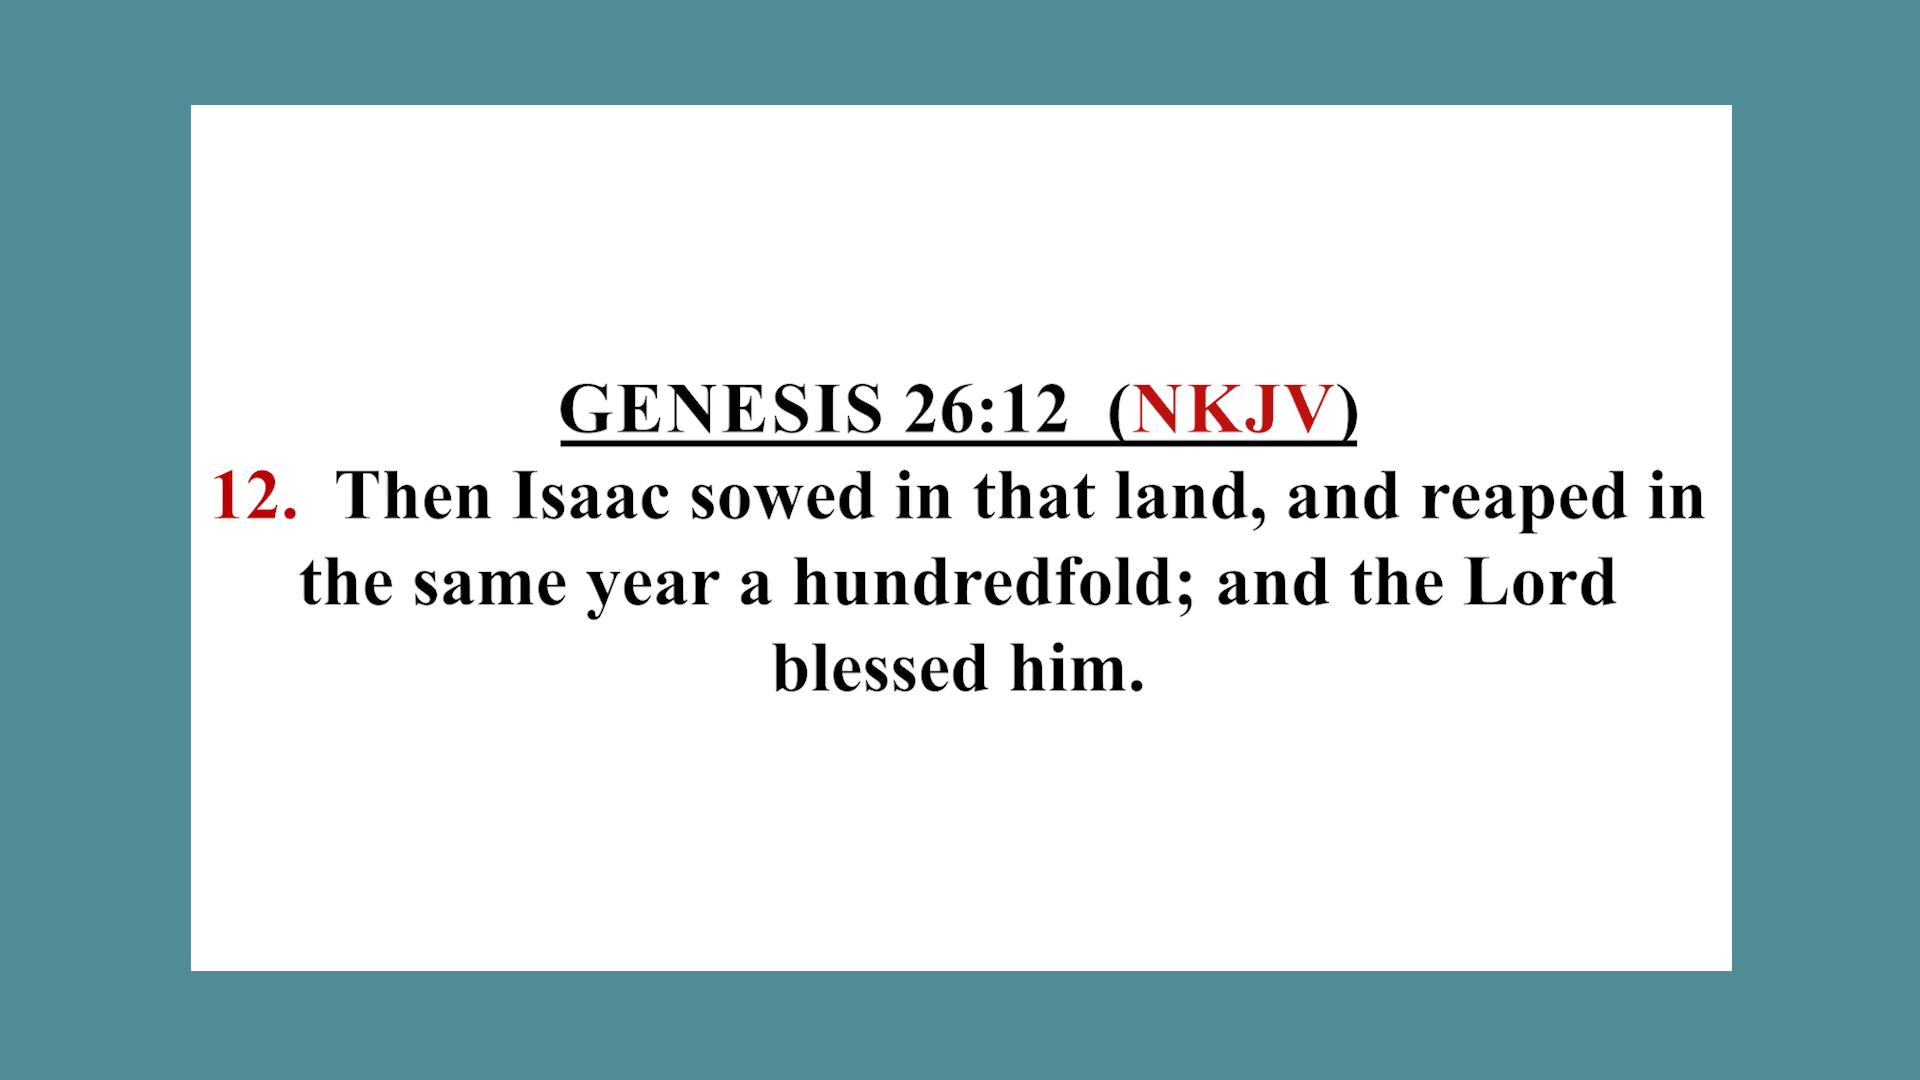 GENESIS 26:12  (NKJV)
12.  Then Isaac sowed in that land, and reaped in
the same year a hundredfold; and the Lord
blessed him.